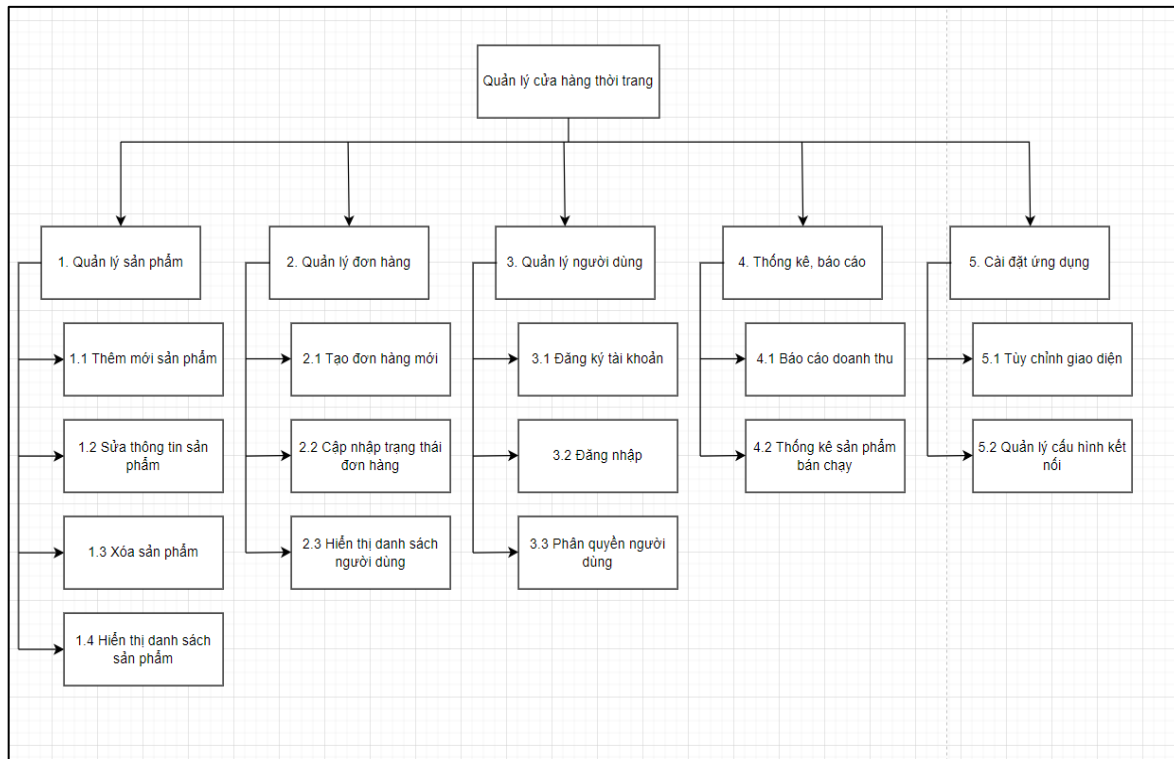 Quản lý cửa hàng thời trang
1. Quản lý sản phẩm
2. Quản lý đơn hàng
3. Quản lý người dùng
4. Thống kê, báo cáo
5. Cài đặt ứng dụng
1.1 Thêm mới sản phẩm
2.1 Tạo đơn hàng mới
3.1 Đăng ký tài khoản
4.1 Báo cáo doanh thu
5.1 Tùy chỉnh giao diện
1.2 Sửa thông tin sản
phẩm
2.2 Cập nhập trạng thái
đơn hàng
3.2 Đăng nhập
4.2 Thống kê sản phẩm
bán chạy
5.2 Quản lý cấu hình kết
nối
1.3 Xóa sản phẩm
2.3 Hiển thị danh sách
người dùng
3.3 Phân quyền người
dùng
1.4 Hiển thị danh sách
sản phẩm